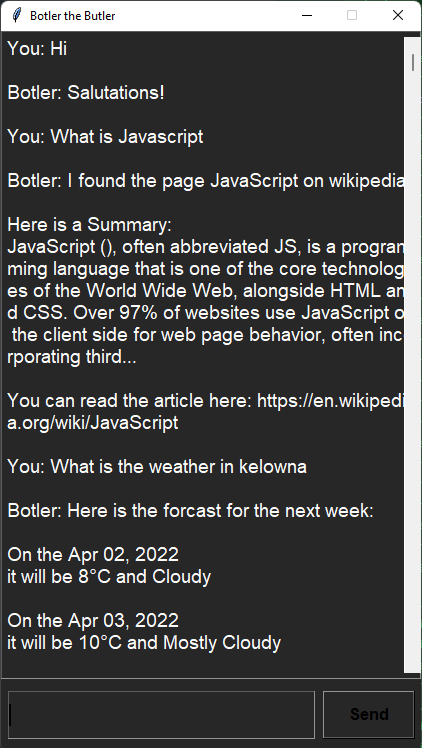 Botler the Butler
You: Hi
Botler: Salutations!
You: What is Javascript
Botler: I found the page JavaScript on wikipedia
Here is a Summary:
JavaScript (), often abbreviated JS, is a program
ming language that is one of the core technolog
es of the World Wide Web, alongside HTML an
d CSS. Over 97% of websites use JavaScript o
the client side for web page behavior, often inc
rporating third...
You can read the article here: https://en.wikipedi
a.org/wiki/JavaScript
You: What is the weather in kelowna
Botler: Here is the forcast for the next week:
On the Apr 02, 2022
it will be 8°C and Cloudy
On the Apr 03, 2022
it will be 10°C and Mostly Cloudy
Send